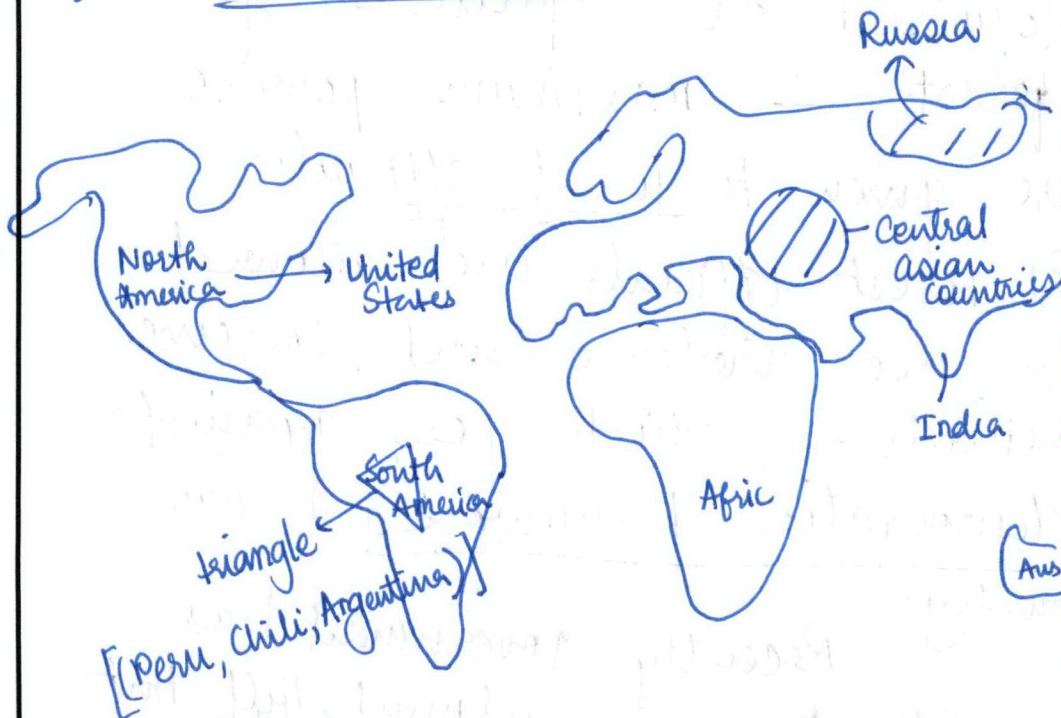 Russia
North
America
United
States
Central
asian
countries
India
South
America
Afric
triangle
[(Peru, Chili, Argentina)]
Aus